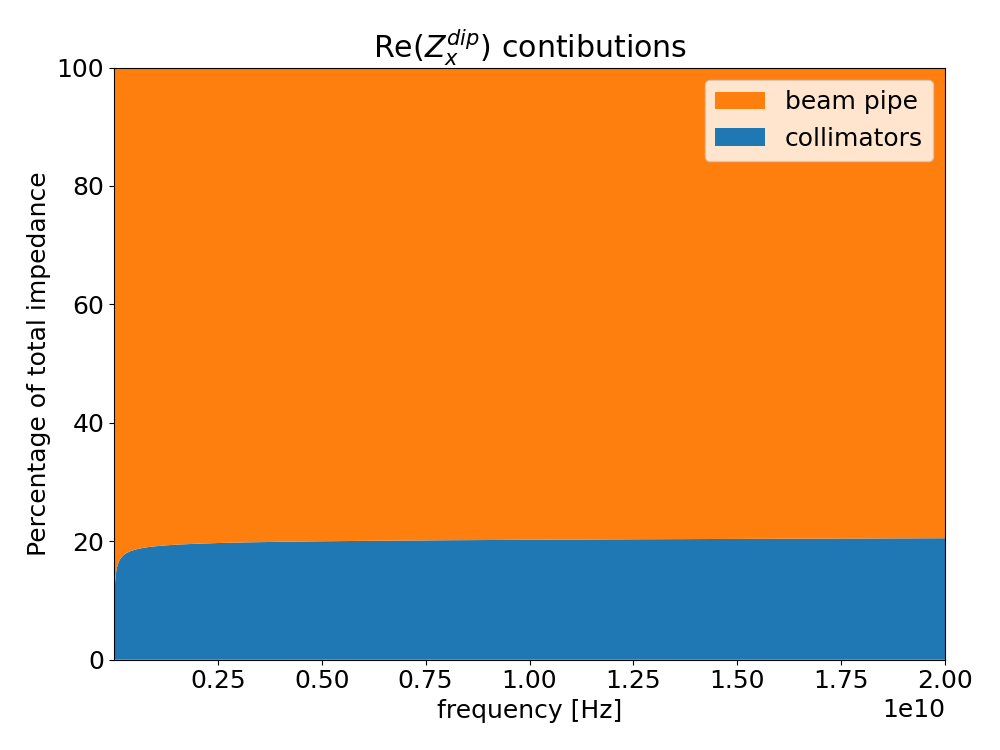 Re(Z_x^{dip}) contibutions
100
80
60
40
20
0
Percentage of total impedance
beam pipe
collimators
0.25 0.50 0.75 1.00 1.25 1.50 1.75 2.00
frequency [Hz]
1e10